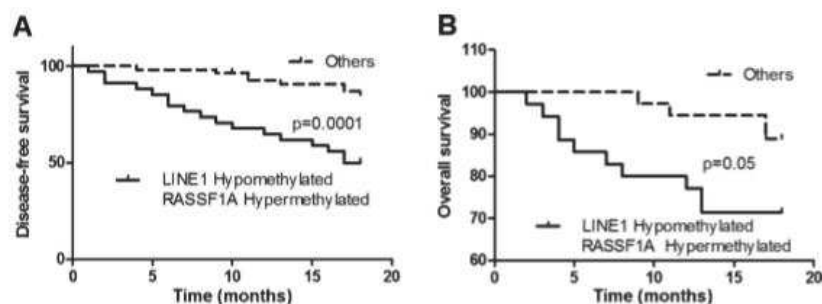 A
Disease-free survival
100
50
0
0 5 10 15 20
Time (months)
Others
p=0.0001
LINE1 Hypomethylated
RASSF1A Hypermethylated
B
Overall survival
110
100
90
80
70
60
0 5 10 15 20
Time (months)
Others
p=0.05
LINE1 Hypomethylated
RASSF1A Hypermethylated